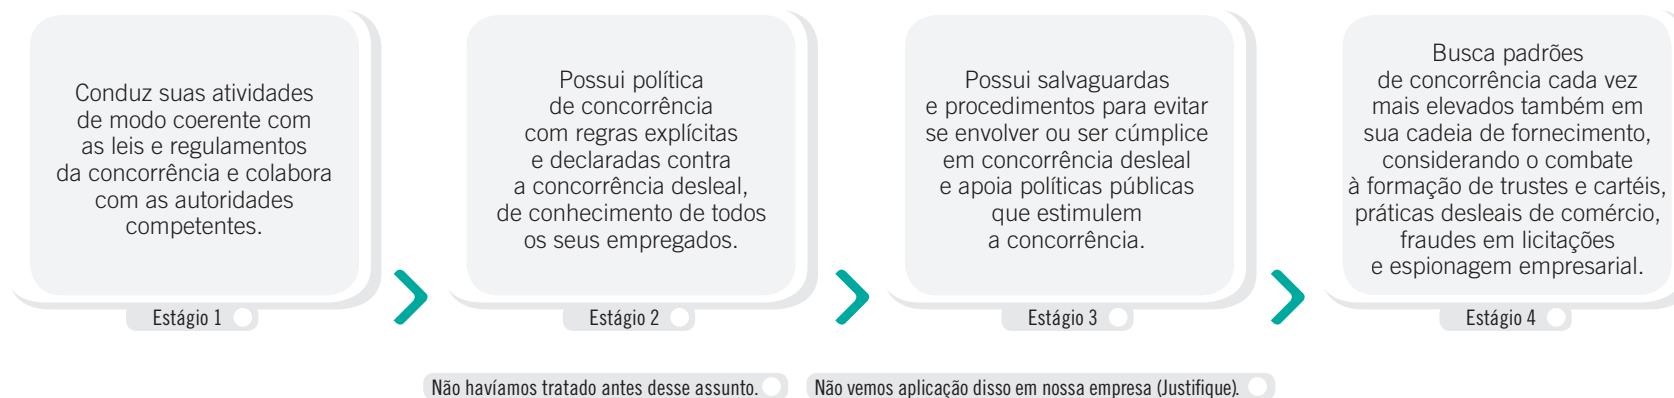 Conduz suas atividades
de modo coerente com
as leis e regulamentos
da concorrência e colabora
com as autoridades
competentes.
Estágio 1
Possui política
de concorrência
com regras explícitas
e declaradas contra
a concorrência desleal,
de conhecimento de todos
os seus empregados.
Estágio 2
Possui salvaguardas
e procedimentos para evitar
se envolver ou ser cúmplice
em concorrência desleal
e apoia políticas públicas
que estimulem
a concorrência.
Estágio 3
Busca padrões
de concorrência cada vez
mais elevados também em
sua cadeia de fornecimento,
considerando o combate
à formação de trustes e cartéis,
práticas desleais de comércio,
fraudes em licitações
e espionagem empresarial.
Estágio 4
Não havíamos tratado antes desse assunto.
Não vemos aplicação disso em nossa empresa (Justifique).